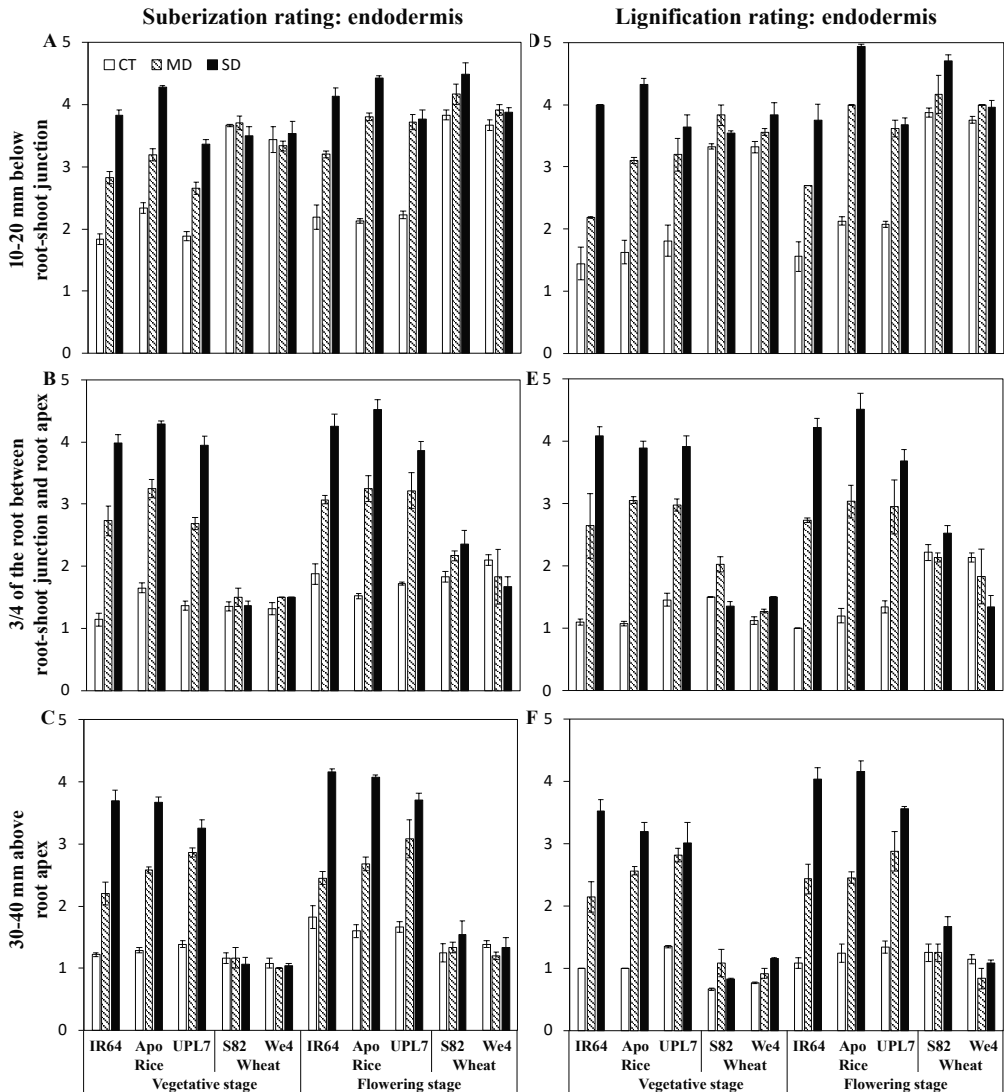 Suberization rating: endodermis
Lignification rating: endodermis
10-20 mm below
root-shoot junction
A
CT MD SD
5
4
3
2
1
0
D
5
4
3
2
1
0
3/4 of the root between
root-shoot junction and root apex
B
5
4
3
2
1
0
E
5
4
3
2
1
0
30-40 mm above
root apex
C
5
4
3
2
1
0
F
5
4
3
2
1
0
IR64 Apo UPL7 S82 We4 IR64 Apo UPL7 S82 We4
Rice Wheat Rice Wheat
Vegetative stage Flowering stage
IR64 Apo UPL7 S82 We4 IR64 Apo UPL7 S82 We4
Rice Wheat Rice Wheat
Vegetative stage Flowering stage